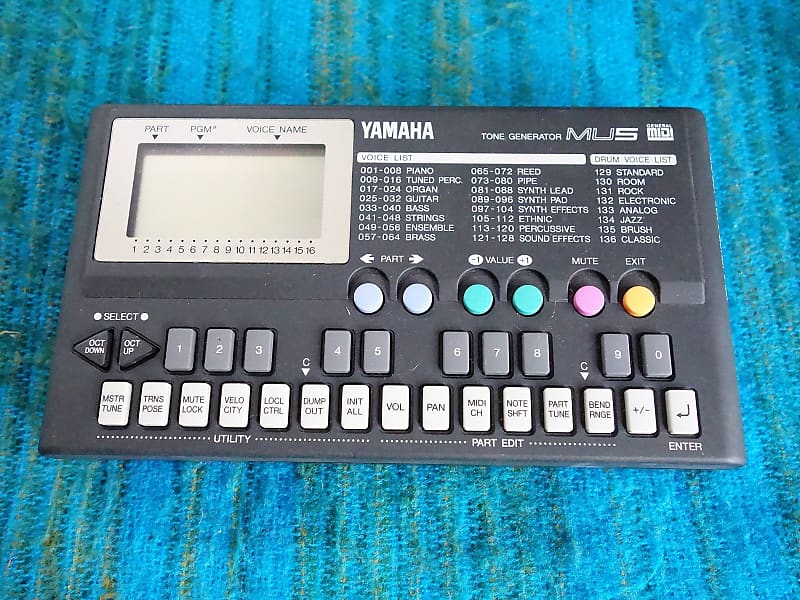 PART PGM# VOICE NAME
1 2 3 4 5 6 7 8 9 10 11 12 13 14 15 16
YAMAHA
TONE GENERATOR MU5 GENERAL MIDI
VOICE LIST
001-008 PIANO
009-016 TUNED PERC.
017-024 ORGAN
025-032 GUITAR
033-040 BASS
041-048 STRINGS
049-056 ENSEMBLE
057-064 BRASS
065-072 REED
073-080 PIPE
081-088 SYNTH LEAD
089-096 SYNTH PAD
097-104 SYNTH EFFECTS
105-112 ETHNIC
113-120 PERCUSSIVE
121-128 SOUND EFFECTS
DRUM VOICE LIST
129 STANDARD
130 ROOM
131 ROCK
132 ELECTRONIC
133 ANALOG
134 JAZZ
135 BRUSH
136 CLASSIC
PART -1 VALUE +1 MUTE EXIT
SELECT
OCT DOWN
OCT UP
1 2 3 4 5 6 7 8 9 0
C C
MSTR TUNE
TRNS POSE
MUTE LOCK
VELO CITY
LOCL CTRL
DUMP OUT
INIT ALL
VOL
PAN
MIDI CH
NOTE SHFT
PART TUNE
BEND RNGE
+/-
UTILITY PART EDIT ENTER